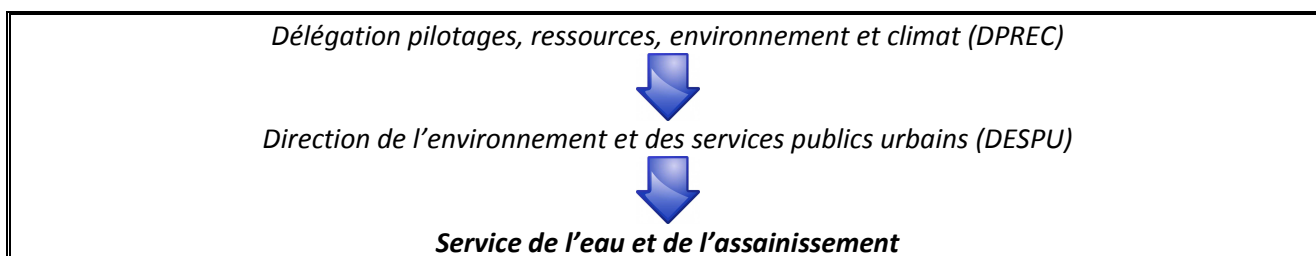 Délégation pilotages, ressources, environnement et climat (DPREC)
Direction de l’environnement et des services publics urbains (DESPU)
Service de l’eau et de l’assainissement